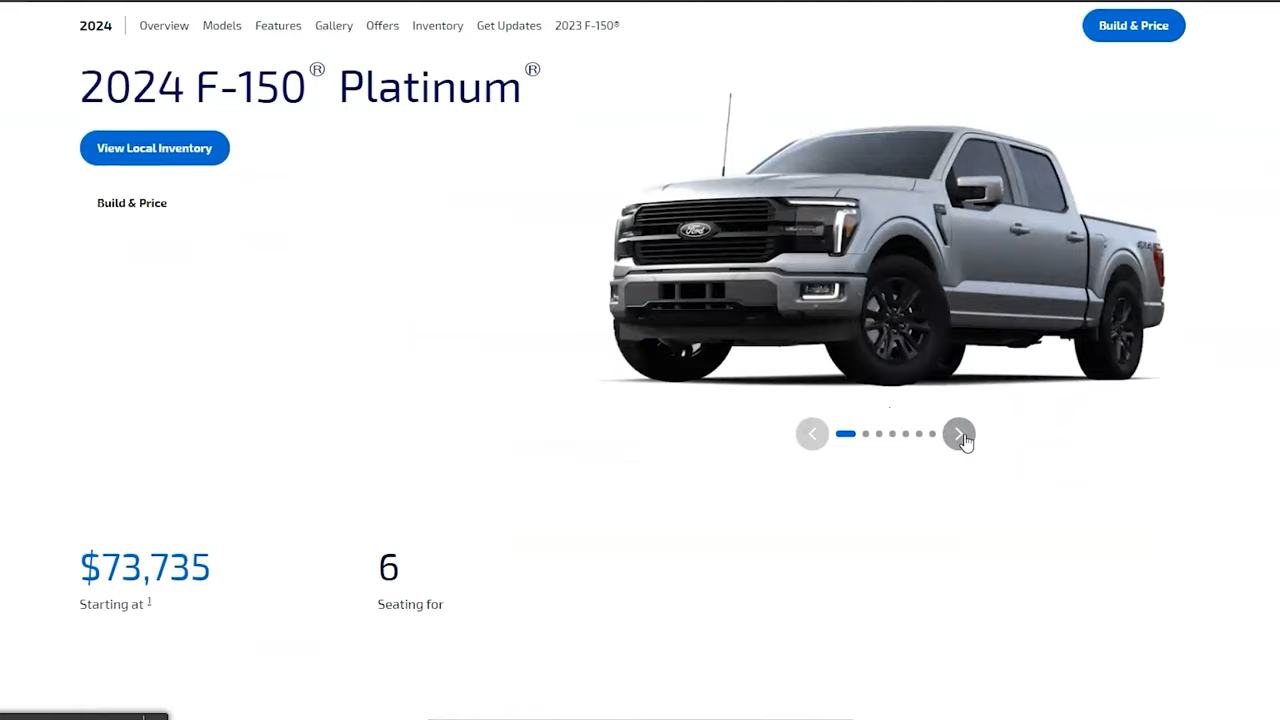 2024 Overview Models Features Gallery Offers Inventory Get Updates 2023 F-150® Build & Price
2024 F-150® Platinum®
View Local Inventory
Build & Price
Ford
$73,735
Starting at 1
6
Seating for